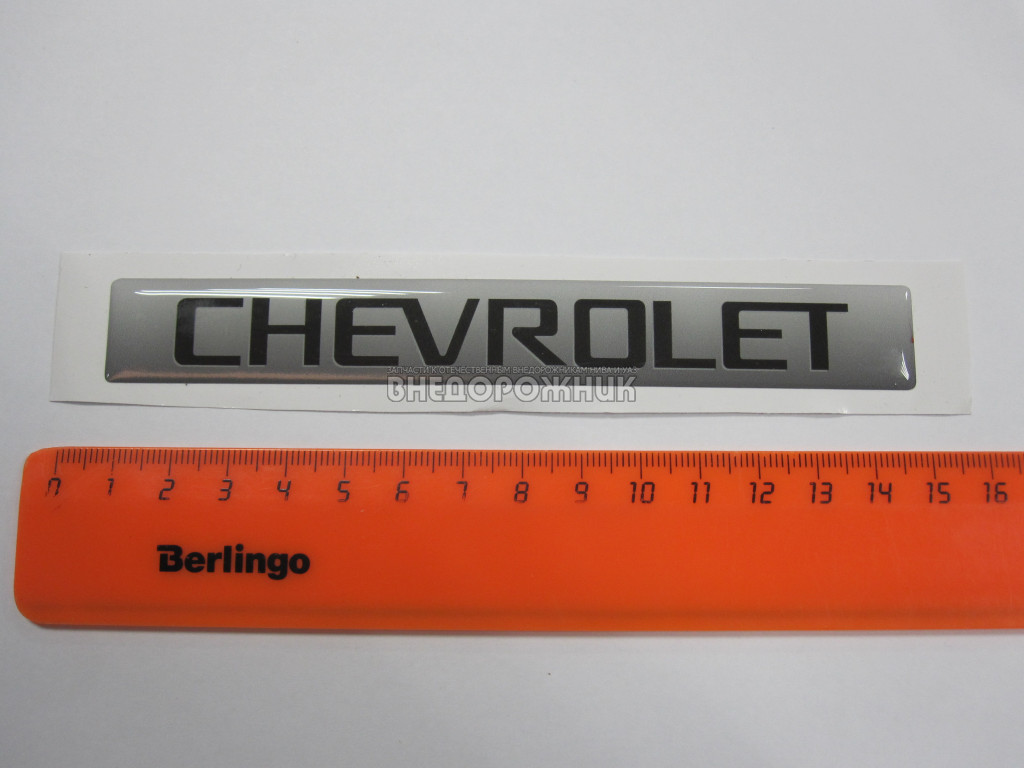 CHEVROLET
ЗАПЧАСТИ К ОТЕЧЕСТВЕННЫМ ВНЕДОРОЖНИКАМ НИВА И УАЗ
ВНЕДОРОЖНИК
0 1 2 3 4 5 6 7 8 9 10 11 12 13 14 15 16
Berlingo